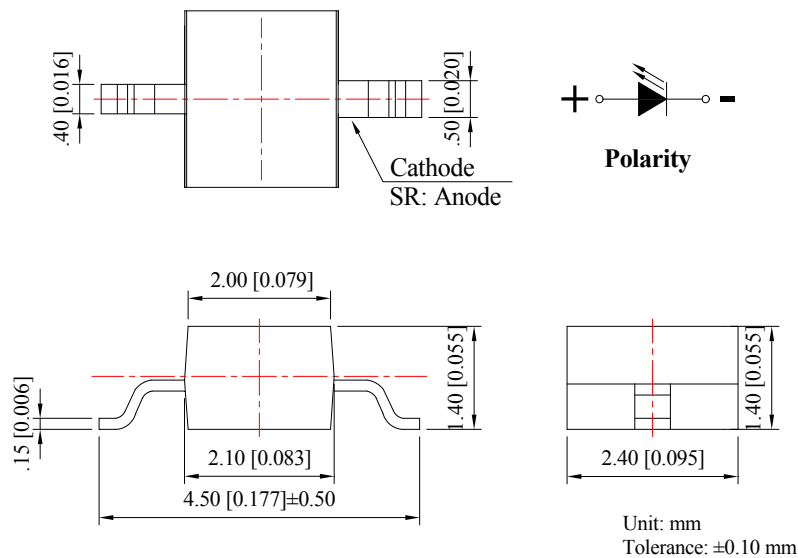 .40 [0.016]
.50 [0.020]
Cathode
SR: Anode
+ -
Polarity
2.00 [0.079]
.15 [0.006]
1.40 [0.055]
1.40 [0.055]
2.10 [0.083]
4.50 [0.177]±0.50
2.40 [0.095]
Unit: mm
Tolerance: ±0.10 mm